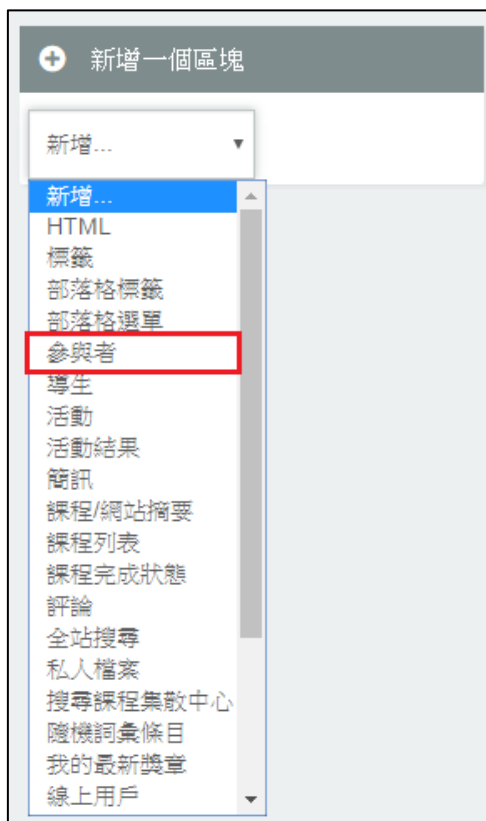 新增一個區塊
新增...
新增...
HTML
標籤
部落格標籤
部落格選單
參與者
導生
活動
活動結果
簡訊
課程/網站摘要
課程列表
課程完成狀態
評論
全站搜尋
私人檔案
搜尋課程集散中心
隨機詞彙條目
我的最新獎章
線上用戶